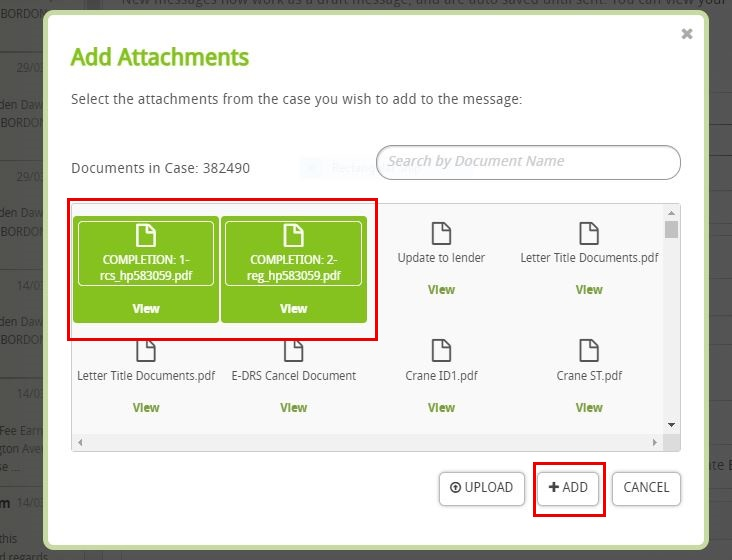 New messages now work as a draft message, and are auto saved until sent. You can view your
BORDON
29/03
den Daw
BORDON
29/03
den Daw
BORDON
14/0
den Daw
BORDON
14/03
Fee Earn
gton Ave
se ...
m 14/03
this
d regards
ate E
Add Attachments
Select the attachments from the case you wish to add to the message:
Documents in Case: 382490
Search by Document Name
COMPLETION: 1-
rcs_hp583059.pdf
View
COMPLETION: 2-
reg_hp583059.pdf
View
Update to lender
View
Letter Title Documents.pdf
View
Letter Title Documents.pdf
View
E-DRS Cancel Document
View
Crane ID1.pdf
View
Crane ST.pdf
View
UPLOAD
ADD
CANCEL